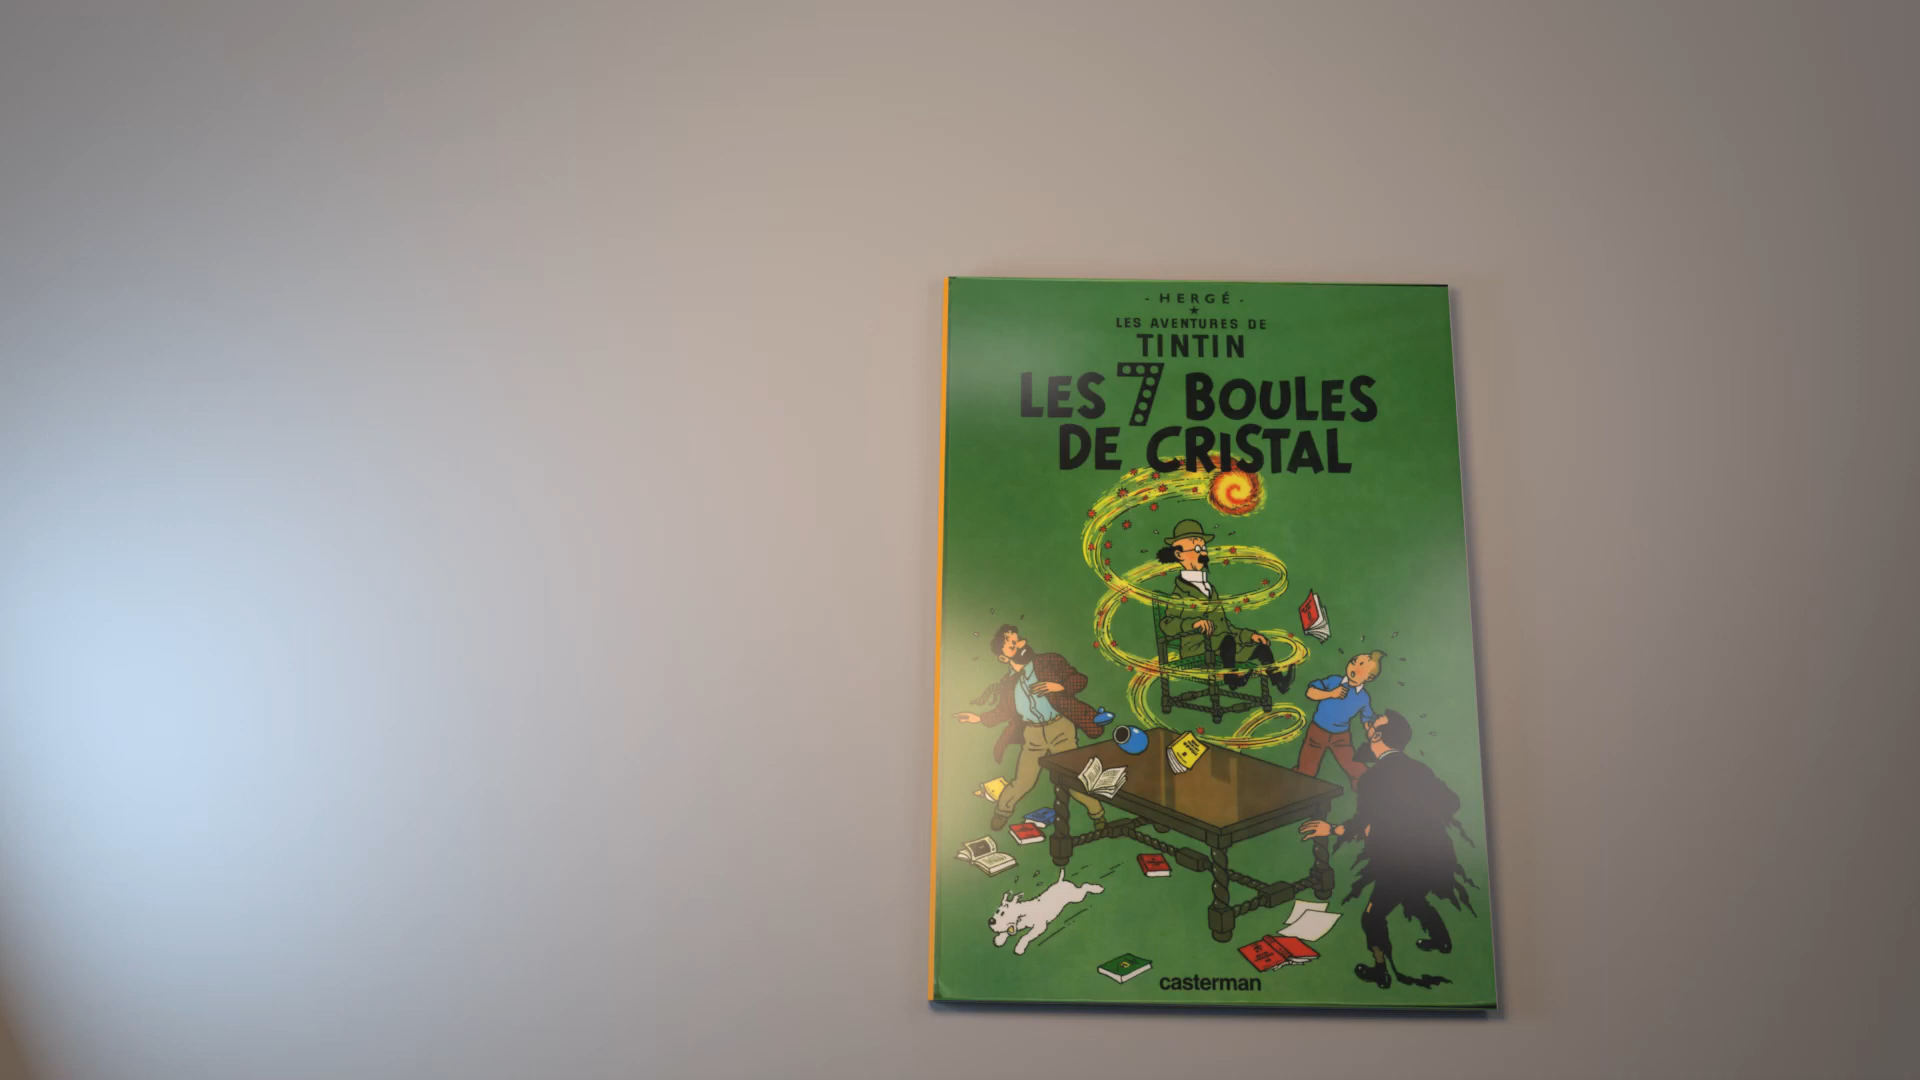 - HERGÉ -
LES AVENTURES DE
TINTIN
LES 7 BOULES
DE CRISTAL
casterman